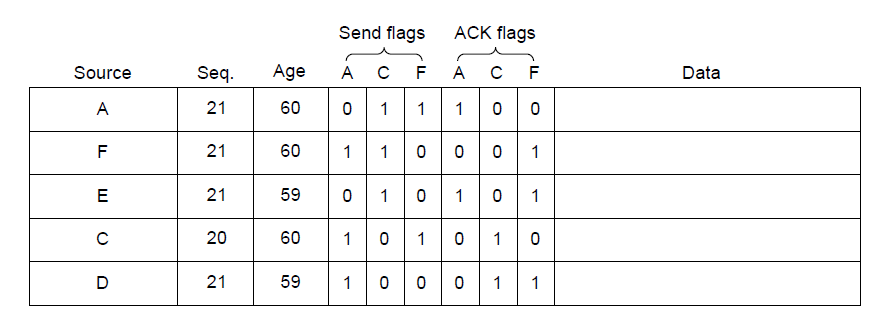 Send flags ACK flags
Source Seq. Age A C F A C F Data
A 21 60 0 1 1 1 0 0
F 21 60 1 1 0 0 0 1
E 21 59 0 1 0 1 0 1
C 20 60 1 0 1 0 1 0
D 21 59 1 0 0 0 1 1